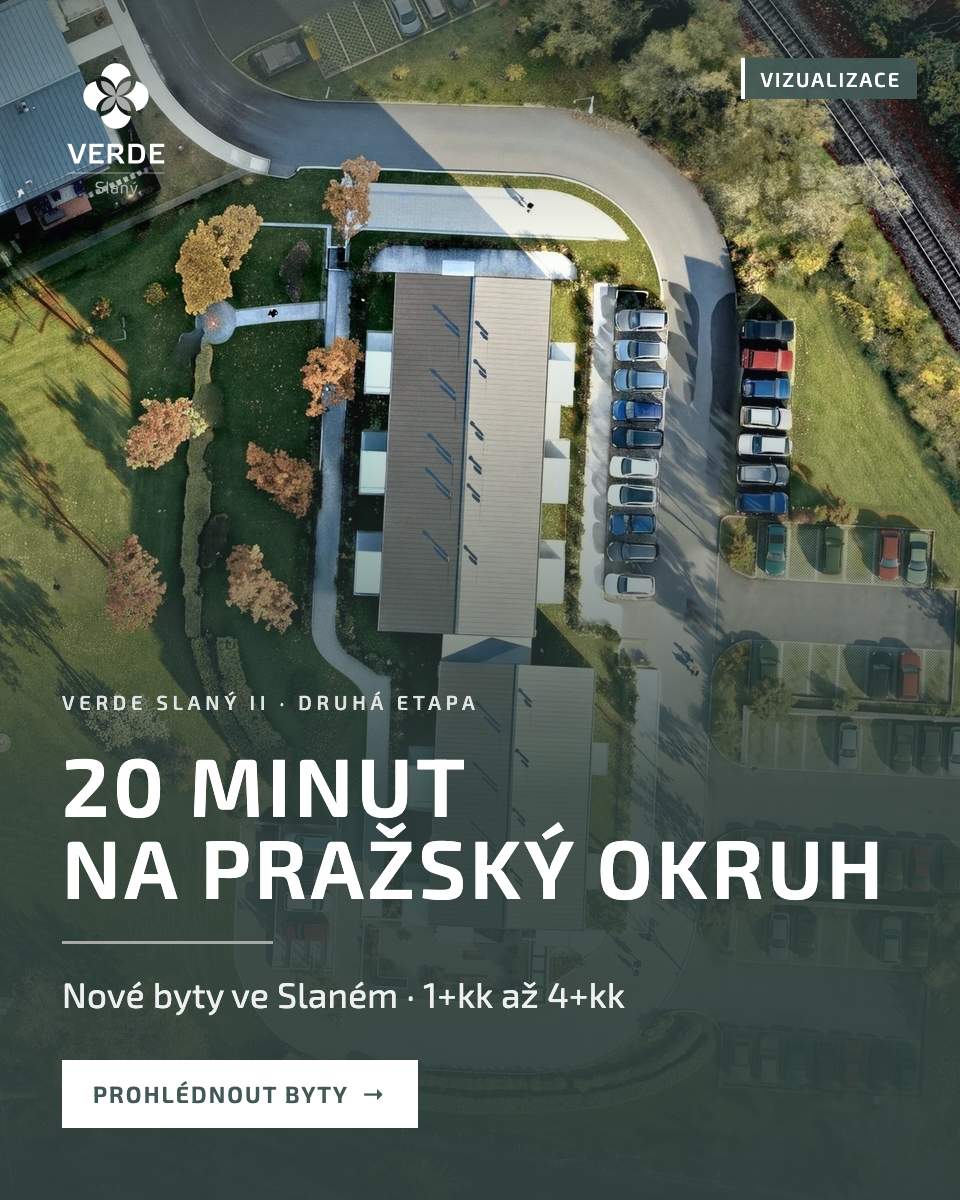 VERDE
Slaný
VIZUALIZACE
VERDE SLANÝ II · DRUHÁ ETAPA
20 MINUT
NA PRAŽSKÝ OKRUH
Nové byty ve Slaném · 1+kk až 4+kk
PROHLÉDNOUT BYTY →